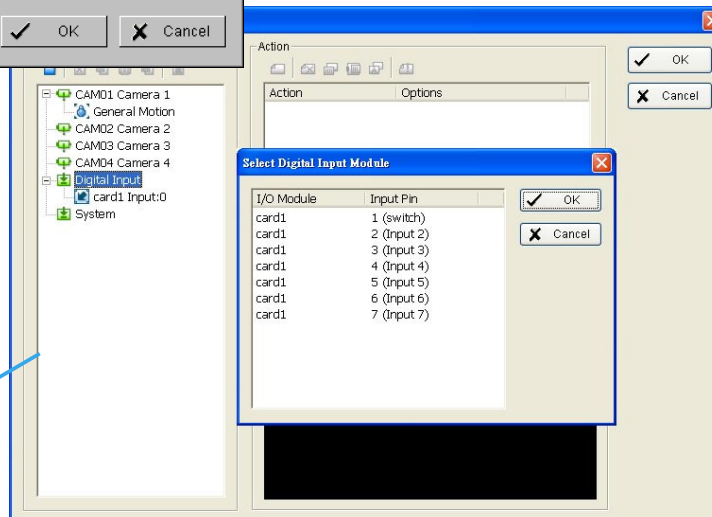 OK Cancel
Action
OK
Cancel
Action Options
CAM01 Camera 1
General Motion
CAM02 Camera 2
CAM03 Camera 3
CAM04 Camera 4
Digital Input
card1 Input:0
System
Select Digital Input Module
I/O Module Input Pin
card1 1 (switch)
card1 2 (Input 2)
card1 3 (Input 3)
card1 4 (Input 4)
card1 5 (Input 5)
card1 6 (Input 6)
card1 7 (Input 7)
OK
Cancel